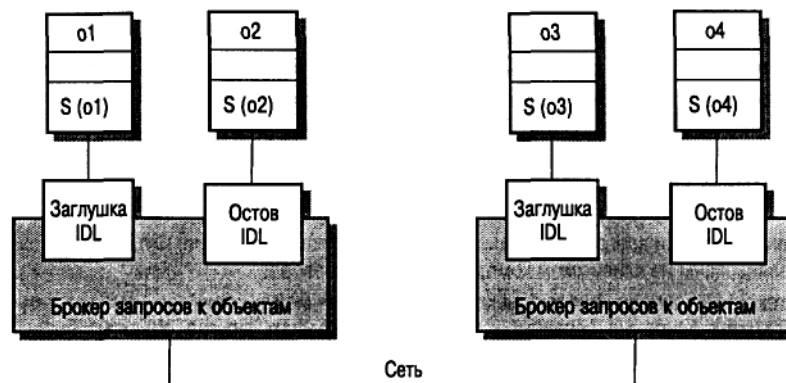 o1
o2
o3
o4
S (o1)
S (o2)
S (o3)
S (o4)
Заглушка
IDL
Остов
IDL
Заглушка
IDL
Остов
IDL
Брокер запросов к объектам
Брокер запросов к объектам
Сеть